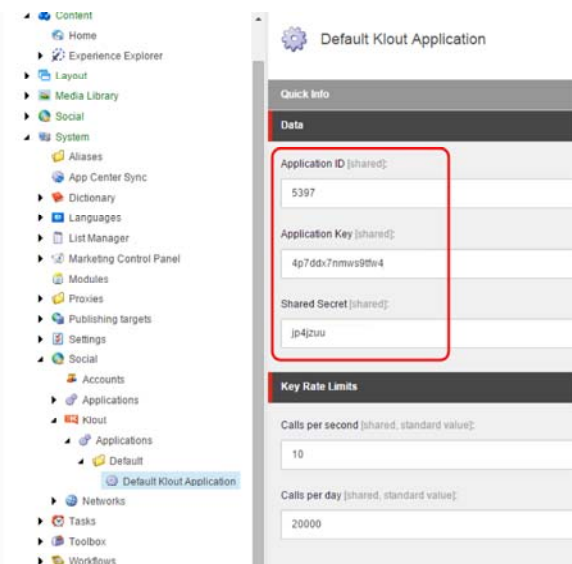 Content
Home
Experience Explorer
Layout
Media Library
Social
System
Aliases
App Center Sync
Dictionary
Languages
List Manager
Marketing Control Panel
Modules
Proxies
Publishing targets
Settings
Social
Accounts
Applications
Klout
Applications
Default
Default Klout Application
Networks
Tasks
Toolbox
Workflows
Default Klout Application
Quick Info
Data
Application ID [shared]:
5397
Application Key [shared]:
4p7ddx7nmws9tfw4
Shared Secret [shared]:
jp4jzuu
Key Rate Limits
Calls per second [shared, standard value]:
10
Calls per day [shared, standard value]:
20000